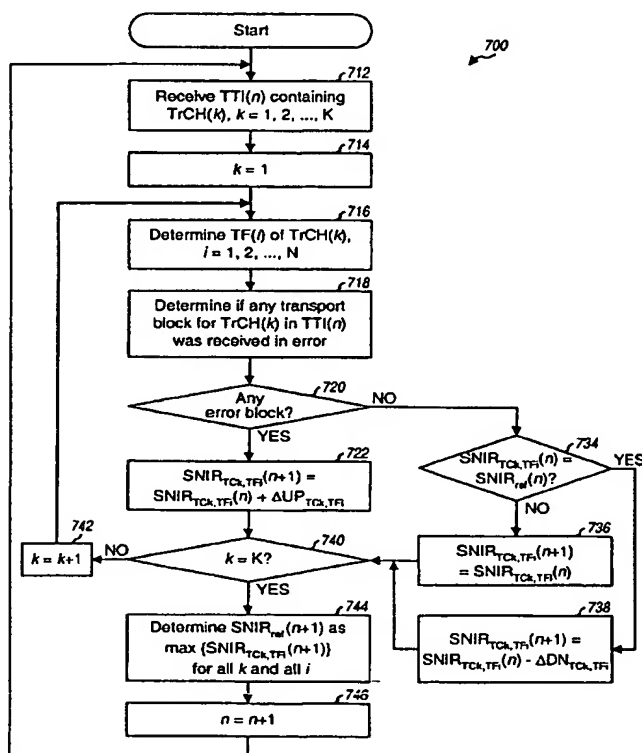 Start
700
712
Receive TTI(n) containing
TrCH(k), k = 1, 2, ..., K
714
k = 1
716
Determine TF(i) of TrCH(k),
i = 1, 2, ..., N
718
Determine if any transport
block for TrCH(k) in TTI(n)
was received in error
720
Any
error block?
NO
YES
734
SNIR_TCk,TFi(n) =
SNIR_ref(n)?
YES
NO
722
SNIR_TCk,TFi(n+1) =
SNIR_TCk,TFi(n) + ΔUP_TCk,TFi
736
SNIR_TCk,TFi(n+1)
= SNIR_TCk,TFi(n)
742
k = k+1
NO
740
k = K?
YES
738
SNIR_TCk,TFi(n+1) =
SNIR_TCk,TFi(n) - ΔDN_TCk,TFi
744
Determine SNIR_ref(n+1) as
max {SNIR_TCk,TFi(n+1)}
for all k and all i
746
n = n+1